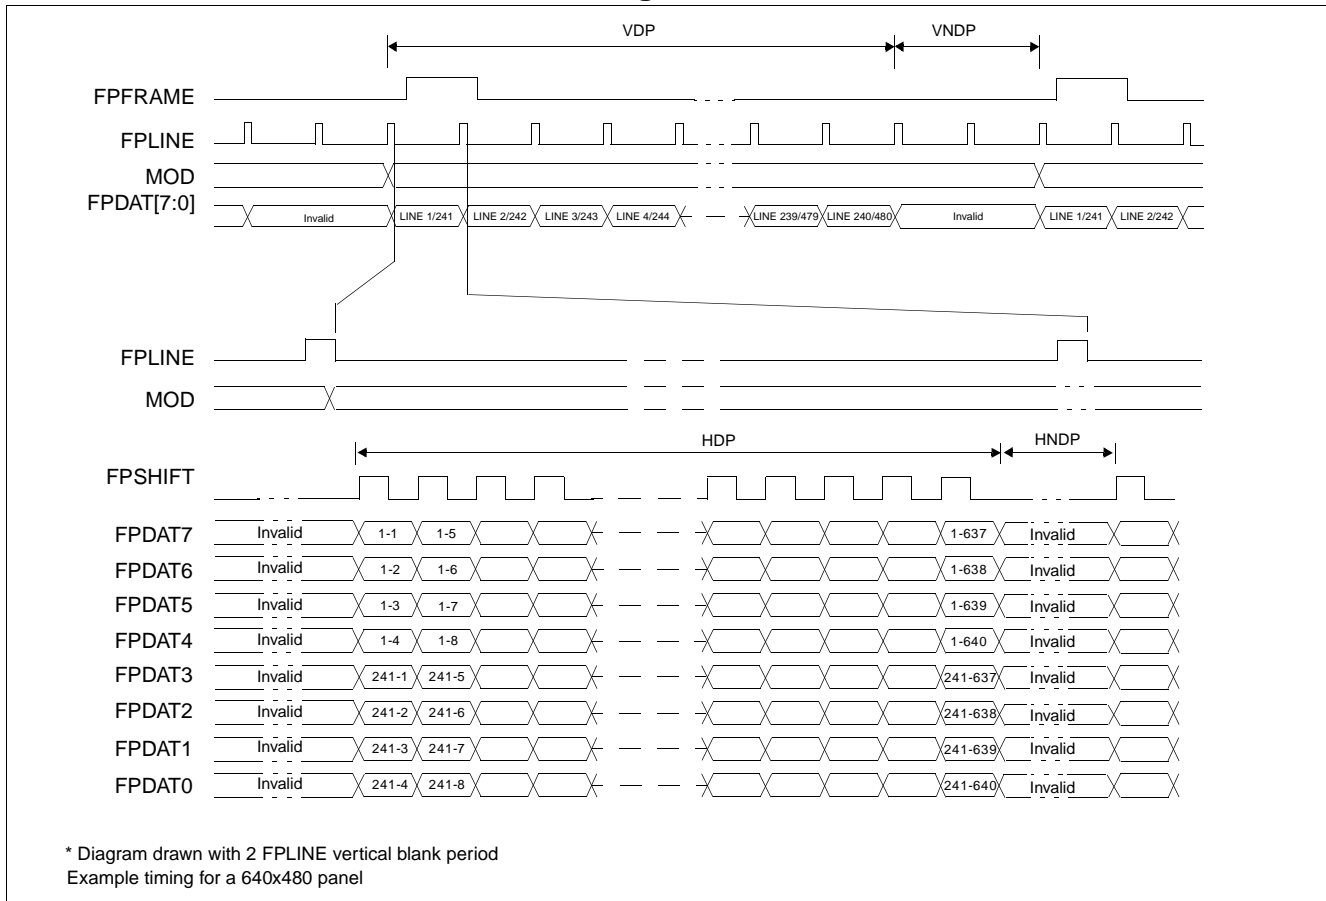 VDP VNDP
FPFRAME
FPLINE
MOD
FPDAT[7:0] Invalid LINE 1/241 LINE 2/242 LINE 3/243 LINE 4/244 LINE 239/479 LINE 240/480 Invalid LINE 1/241 LINE 2/242
FPLINE
MOD
HDP HNDP
FPSHIFT
FPDAT7 Invalid 1-1 1-5 1-637 Invalid
FPDAT6 Invalid 1-2 1-6 1-638 Invalid
FPDAT5 Invalid 1-3 1-7 1-639 Invalid
FPDAT4 Invalid 1-4 1-8 1-640 Invalid
FPDAT3 Invalid 241-1 241-5 241-637 Invalid
FPDAT2 Invalid 241-2 241-6 241-638 Invalid
FPDAT1 Invalid 241-3 241-7 241-639 Invalid
FPDAT0 Invalid 241-4 241-8 241-640 Invalid
* Diagram drawn with 2 FPLINE vertical blank period
Example timing for a 640x480 panel